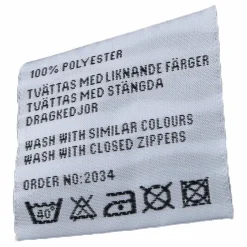 100% POLYESTER
TVÄTTAS MED LIKNANDE FÄRGER
TVÄTTAS MED STÄNGDA
DRAGKEDJOR
WASH WITH SIMILAR COLOURS
WASH WITH CLOSED ZIPPERS
ORDER NO:2034
40°